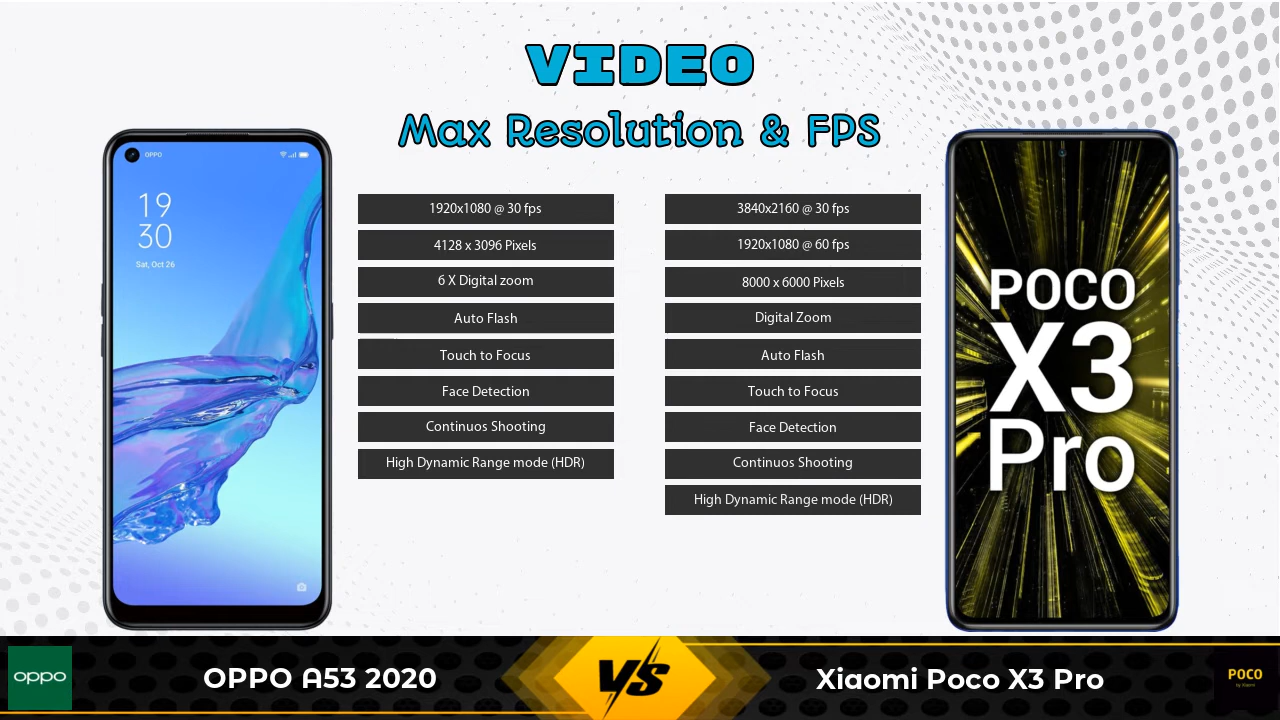 VIDEO
Max Resolution & FPS
OPPO
19
30
Sat, Oct 26
1920x1080 @ 30 fps
4128 x 3096 Pixels
6 X Digital zoom
Auto Flash
Touch to Focus
Face Detection
Continuos Shooting
High Dynamic Range mode (HDR)
3840x2160 @ 30 fps
1920x1080 @ 60 fps
8000 x 6000 Pixels
Digital Zoom
Auto Flash
Touch to Focus
Face Detection
Continuos Shooting
High Dynamic Range mode (HDR)
POCO
X3
Pro
oppo
OPPO A53 2020
VS
Xiaomi Poco X3 Pro
POCO
by Xiaomi